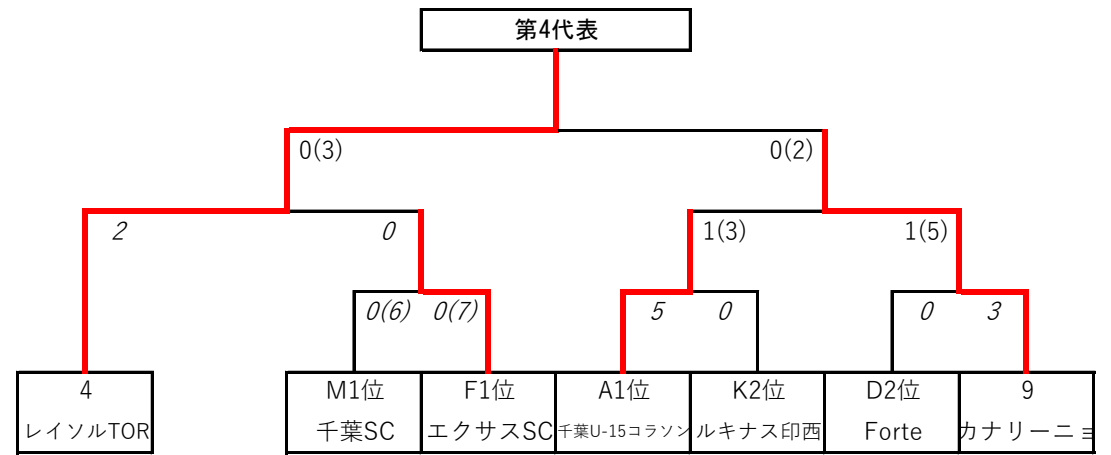 第4代表
0(3) 0(2)
2 0 1(3) 1(5)
0(6) 0(7) 5 0 0 3
4 M1位 F1位 A1位 K2位 D2位 9
レイソルTOR 千葉SC エクサスSC 千葉U-15コラソン ルキナス印西 Forte カナリーニョ